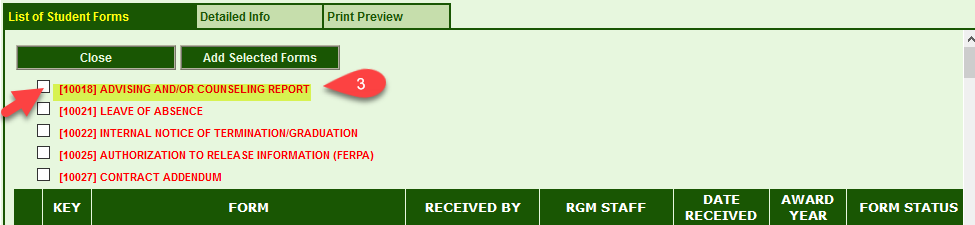 List of Student Forms Detailed Info Print Preview
Close Add Selected Forms
[10018] ADVISING AND/OR COUNSELING REPORT 3
[10021] LEAVE OF ABSENCE
[10022] INTERNAL NOTICE OF TERMINATION/GRADUATION
[10025] AUTHORIZATION TO RELEASE INFORMATION (FERPA)
[10027] CONTRACT ADDENDUM
KEY FORM RECEIVED BY RGM STAFF DATE RECEIVED AWARD YEAR FORM STATUS